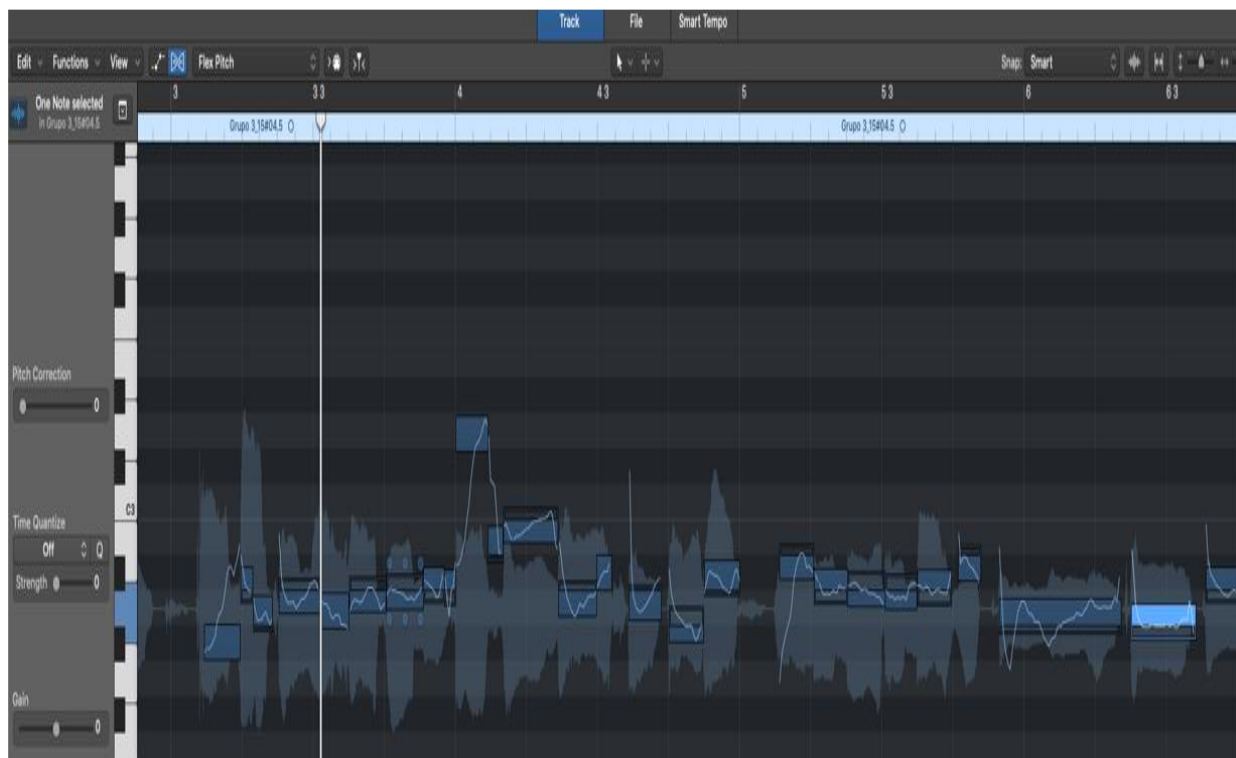 Track File Smart Tempo
Edit Functions View Flex Pitch Snap: Smart
3 3 3 4 4 3 5 5 3 6 6 3
One Note selected
in Grupo 3_15#04.5
Grupo 3_15#04.5 Grupo 3_15#04.5
Pitch Correction
0
C3
Time Quantize
Off Q
Strength 0
Gain
0